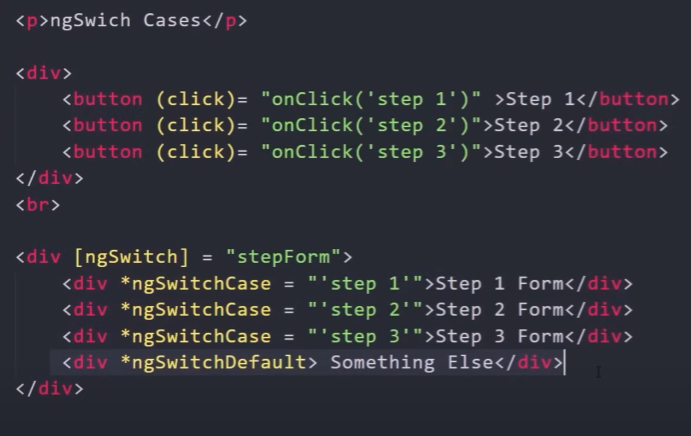 <p>ngSwich Cases</p>
<div>
<button (click)= "onClick('step 1')" >Step 1</button>
<button (click)= "onClick('step 2')">Step 2</button>
<button (click)= "onClick('step 3')">Step 3</button>
</div>
<br>
<div [ngSwitch] = "stepForm">
<div *ngSwitchCase = "'step 1'">Step 1 Form</div>
<div *ngSwitchCase = "'step 2'">Step 2 Form</div>
<div *ngSwitchCase = "'step 3'">Step 3 Form</div>
<div *ngSwitchDefault> Something Else</div>
</div>